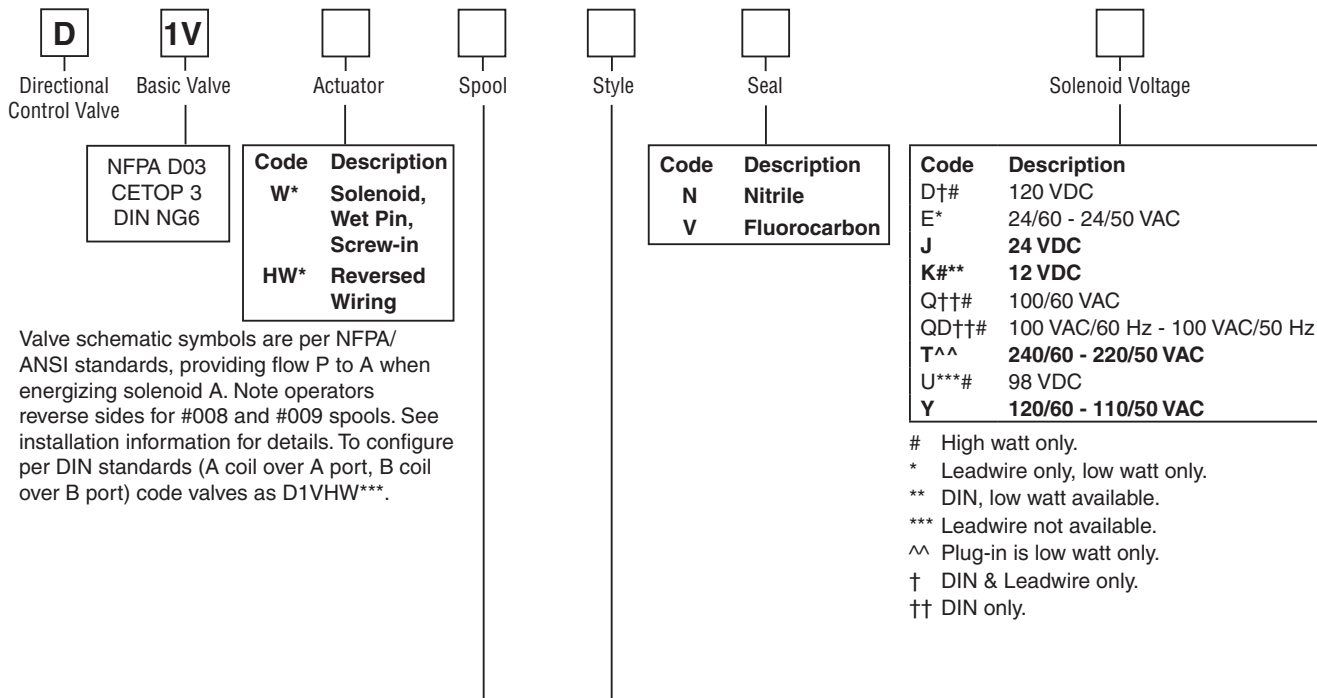 D 1V
Directional Control Valve
Basic Valve
Actuator
Spool
Style
Seal
Solenoid Voltage
NFPA D03
CETOP 3
DIN NG6
Code Description
W* Solenoid,
Wet Pin,
Screw-in
HW* Reversed
Wiring
Code Description
N Nitrile
V Fluorocarbon
Code Description
D†# 120 VDC
E* 24/60 - 24/50 VAC
J 24 VDC
K#** 12 VDC
Q††# 100/60 VAC
QD††# 100 VAC/60 Hz - 100 VAC/50 Hz
T^^ 240/60 - 220/50 VAC
U***# 98 VDC
Y 120/60 - 110/50 VAC
Valve schematic symbols are per NFPA/
ANSI standards, providing flow P to A when
energizing solenoid A. Note operators
reverse sides for #008 and #009 spools. See
installation information for details. To configure
per DIN standards (A coil over A port, B coil
over B port) code valves as D1VHW***.
# High watt only.
* Leadwire only, low watt only.
** DIN, low watt available.
*** Leadwire not available.
^^ Plug-in is low watt only.
† DIN & Leadwire only.
†† DIN only.